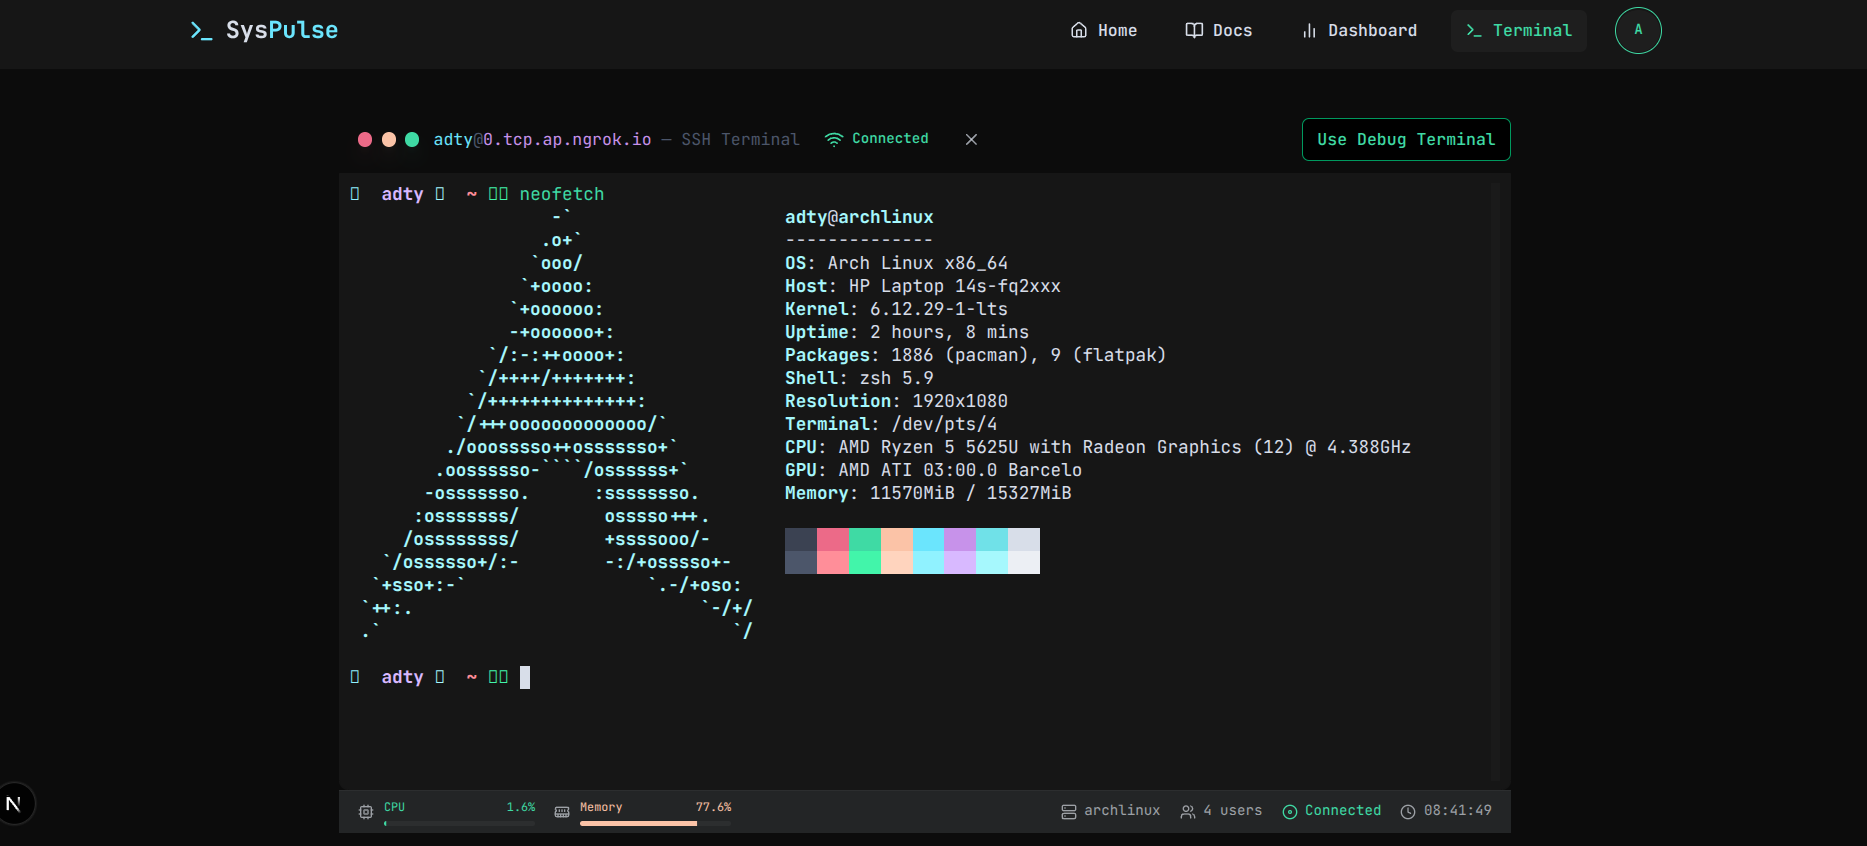 SysPulse
Home
Docs
Dashboard
Terminal
A
adty@0.tcp.ap.ngrok.io — SSH Terminal
Connected
Use Debug Terminal
adty ~ neofetch
-`
.o+`
`ooo/
`+oooo:
`+oooooo:
-+oooooo+:
`/:-:++oooo+:
`/++++/+++++++:
`/++++++++++++++:
`/+++ooooooooooooo/`
./ooosssso++osssssso+`
.oossssso-````/ossssss+`
-osssssso.      :ssssssso.
:osssssss/        osssso+++.
/ossssssss/        +ssssooo/-
`/ossssso+/:-        -:/+osssso+-
`+sso+:-`                 `.-/+oso:
`++:.                           `-/+/
.`                                 `/
adty@archlinux
--------------
OS: Arch Linux x86_64
Host: HP Laptop 14s-fq2xxx
Kernel: 6.12.29-1-lts
Uptime: 2 hours, 8 mins
Packages: 1886 (pacman), 9 (flatpak)
Shell: zsh 5.9
Resolution: 1920x1080
Terminal: /dev/pts/4
CPU: AMD Ryzen 5 5625U with Radeon Graphics (12) @ 4.388GHz
GPU: AMD ATI 03:00.0 Barcelo
Memory: 11570MiB / 15327MiB
adty ~
N
CPU 1.6%
Memory 77.6%
archlinux
4 users
Connected
08:41:49